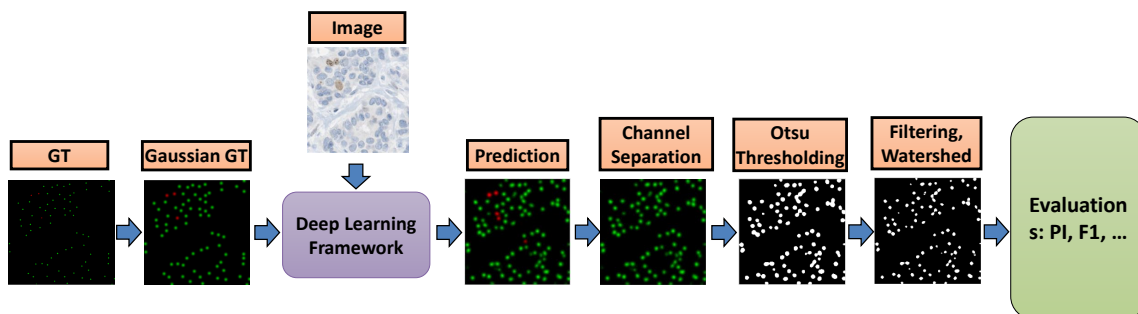 Image
GT
Gaussian GT
Deep Learning
Framework
Prediction
Channel
Separation
Otsu
Thresholding
Filtering,
Watershed
Evaluation
s: PI, F1, ...